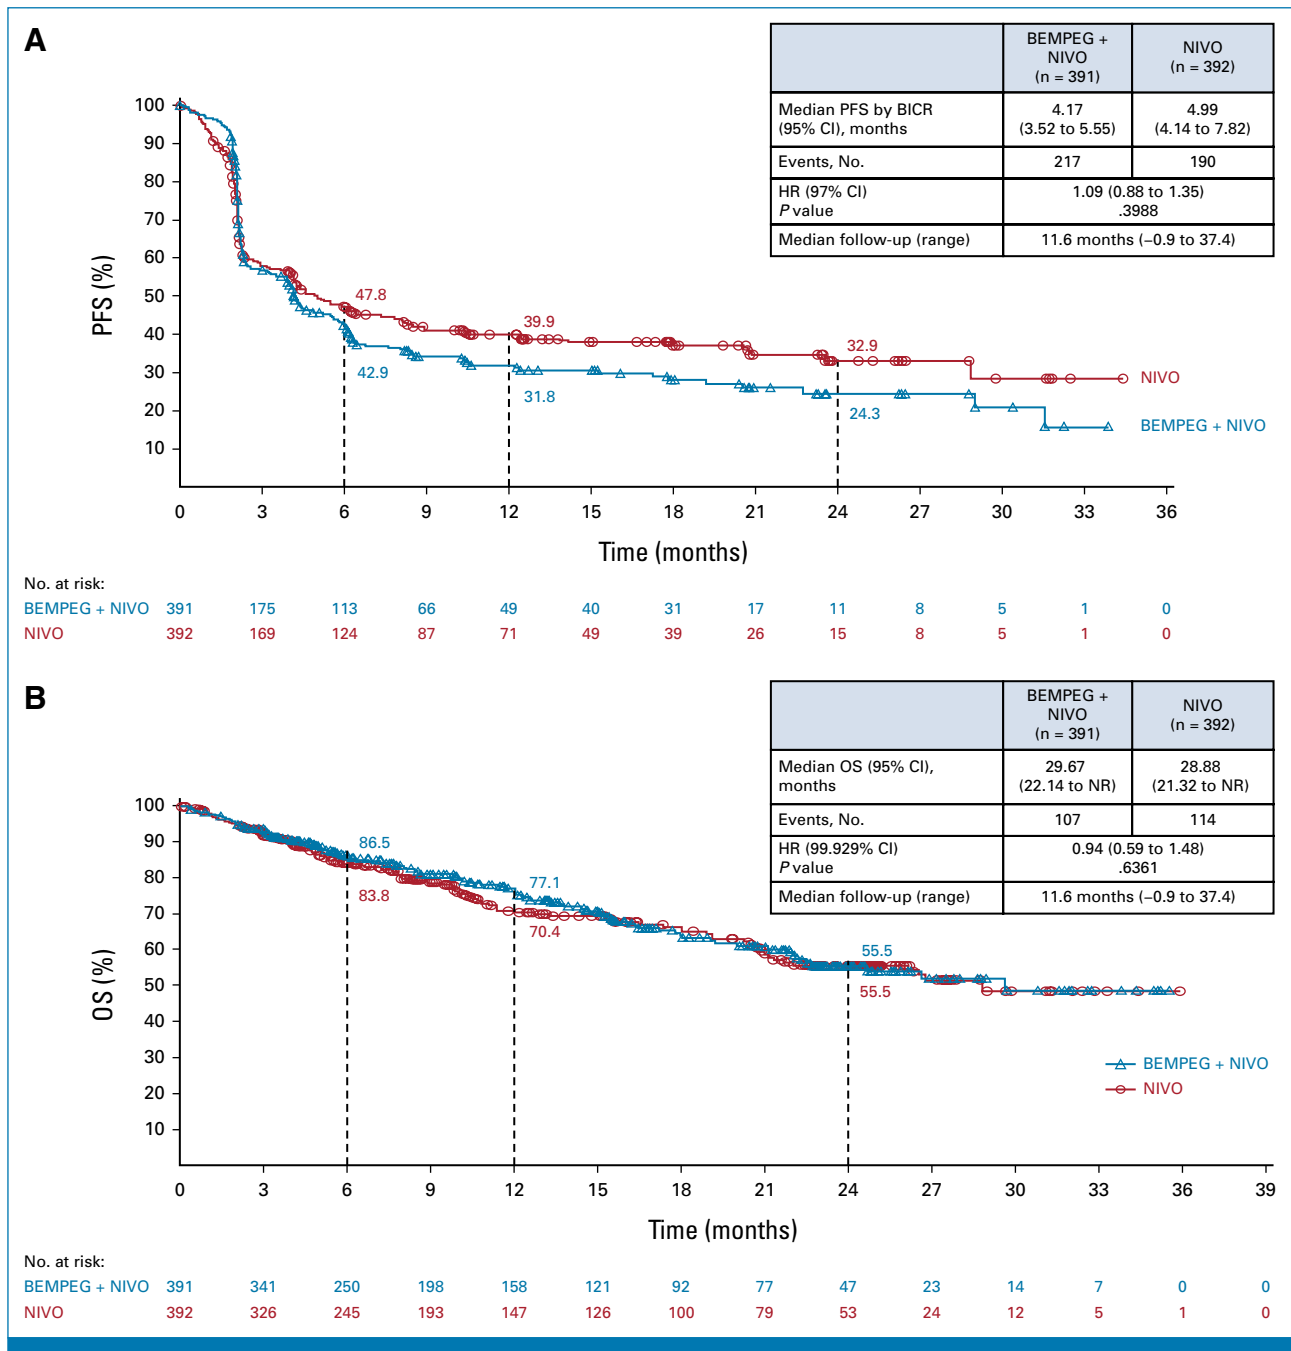 A
BEMPEG +
NIVO
(n = 391)
NIVO
(n = 392)
Median PFS by BICR
(95% CI), months
4.17
(3.52 to 5.55)
4.99
(4.14 to 7.82)
Events, No.
217
190
HR (97% CI)
P value
1.09 (0.88 to 1.35)
.3988
Median follow-up (range)
11.6 months (−0.9 to 37.4)
PFS (%)
100
90
80
70
60
50
40
30
20
10
47.8
42.9
39.9
31.8
32.9
24.3
NIVO
BEMPEG + NIVO
0 3 6 9 12 15 18 21 24 27 30 33 36
Time (months)
No. at risk:
BEMPEG + NIVO 391 175 113 66 49 40 31 17 11 8 5 1 0
NIVO 392 169 124 87 71 49 39 26 15 8 5 1 0
B
BEMPEG +
NIVO
(n = 391)
NIVO
(n = 392)
Median OS (95% CI),
months
29.67
(22.14 to NR)
28.88
(21.32 to NR)
Events, No.
107
114
HR (99.929% CI)
P value
0.94 (0.59 to 1.48)
.6361
Median follow-up (range)
11.6 months (−0.9 to 37.4)
OS (%)
100
90
80
70
60
50
40
30
20
10
86.5
83.8
77.1
70.4
55.5
55.5
BEMPEG + NIVO
NIVO
0 3 6 9 12 15 18 21 24 27 30 33 36 39
Time (months)
No. at risk:
BEMPEG + NIVO 391 341 250 198 158 121 92 77 47 23 14 7 0 0
NIVO 392 326 245 193 147 126 100 79 53 24 12 5 1 0